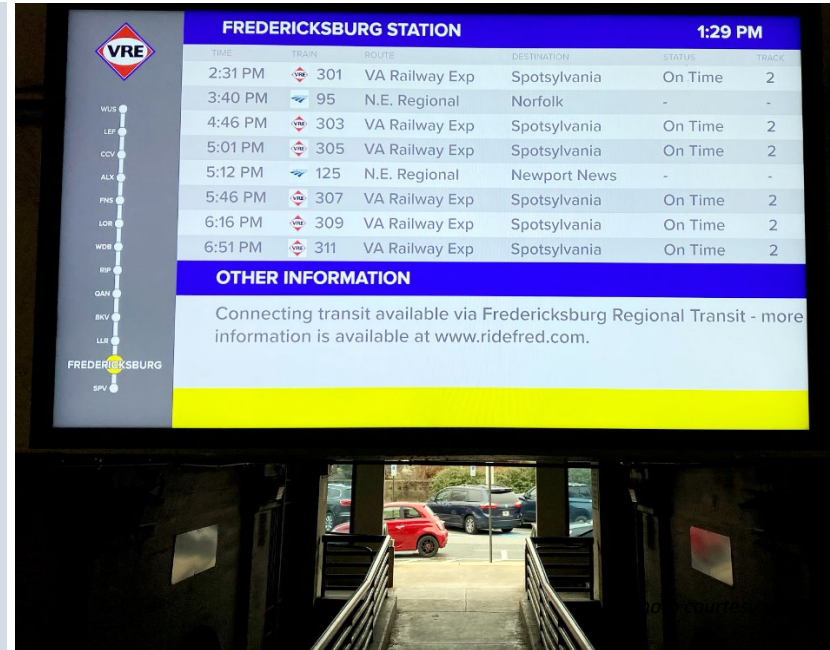 VRE
FREDERICKSBURG STATION 1:29 PM
TIME TRAIN ROUTE DESTINATION STATUS TRACK
2:31 PM VRE 301 VA Railway Exp Spotsylvania On Time 2
3:40 PM 95 N.E. Regional Norfolk - -
4:46 PM VRE 303 VA Railway Exp Spotsylvania On Time 2
5:01 PM VRE 305 VA Railway Exp Spotsylvania On Time 2
5:12 PM 125 N.E. Regional Newport News - -
5:46 PM VRE 307 VA Railway Exp Spotsylvania On Time 2
6:16 PM VRE 309 VA Railway Exp Spotsylvania On Time 2
6:51 PM VRE 311 VA Railway Exp Spotsylvania On Time 2
OTHER INFORMATION
Connecting transit available via Fredericksburg Regional Transit - more
information is available at www.ridefred.com.
WUS
LEF
CCV
ALX
FNS
LOR
WDB
RIP
QAN
BKV
LLR
FREDERICKSBURG
SPV
courtesy